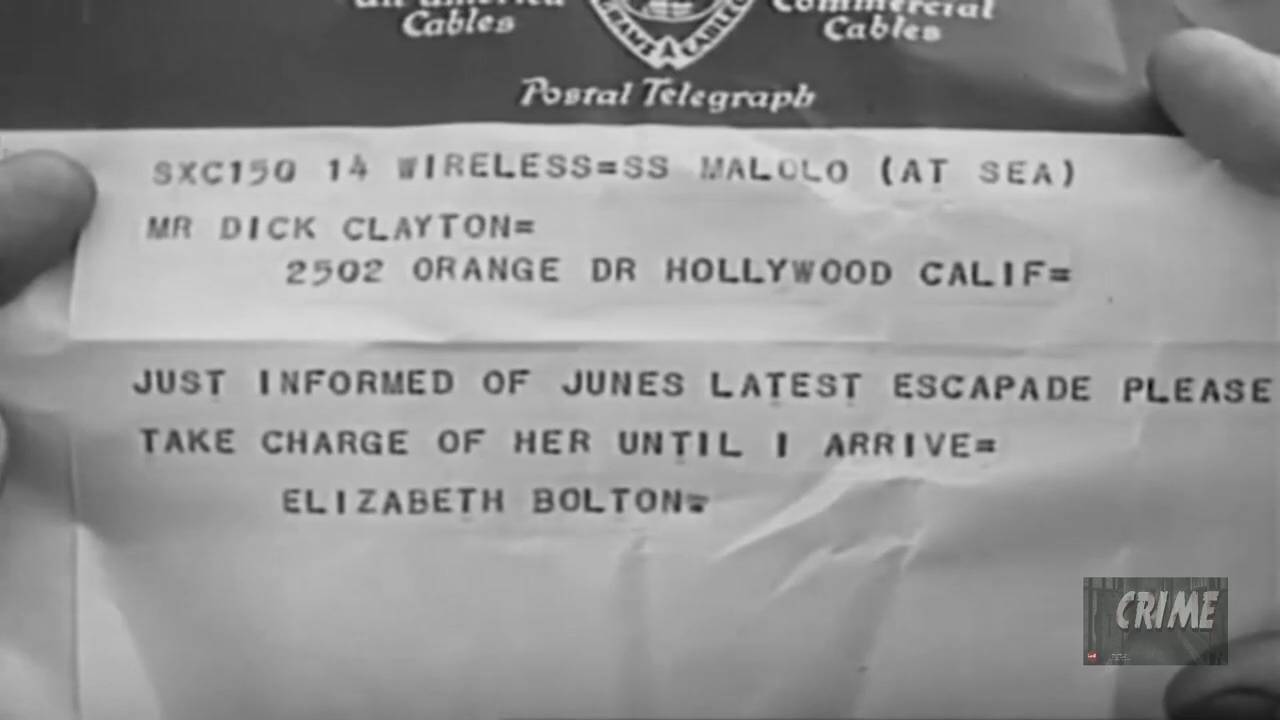 Cables
Commercial
Cables
Postal Telegraph
SXC15Q 14 WIRELESS=SS MALOLO (AT SEA)
MR DICK CLAYTON=
2502 ORANGE DR HOLLYWOOD CALIF=
JUST INFORMED OF JUNES LATEST ESCAPADE PLEASE
TAKE CHARGE OF HER UNTIL I ARRIVE=
ELIZABETH BOLTON=
CRIME